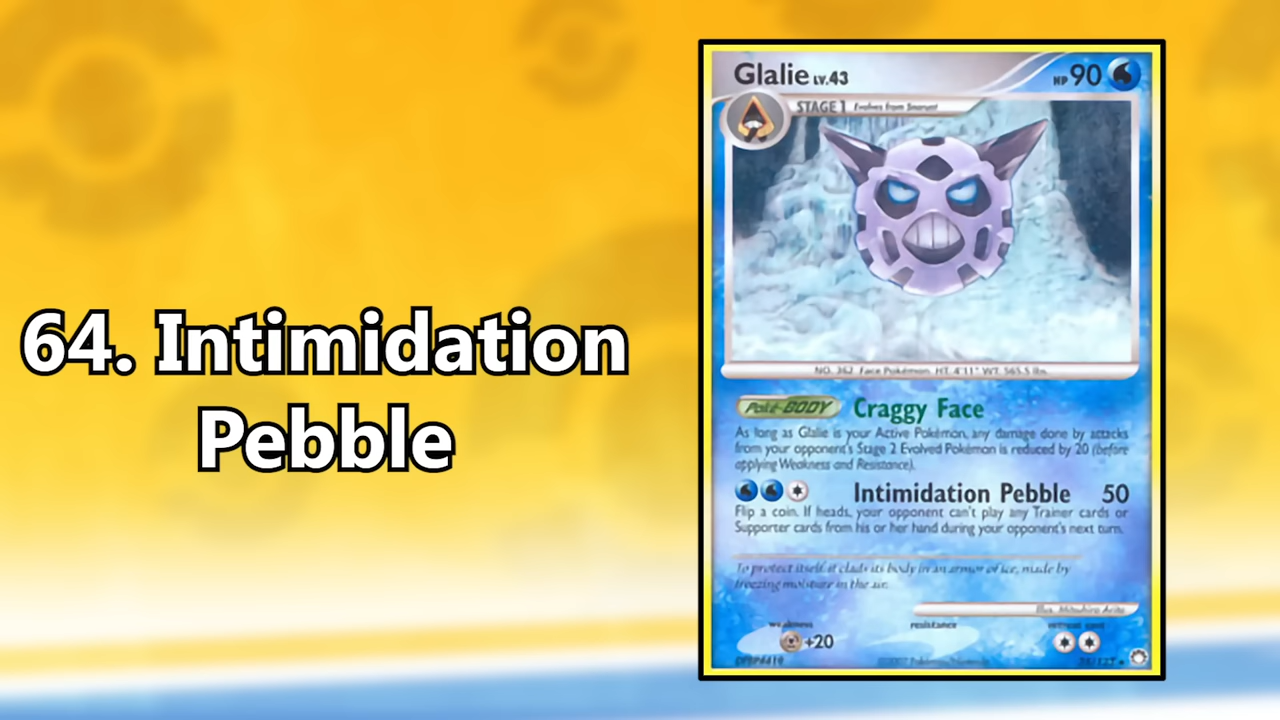 64. Intimidation
Pebble
Glalie LV.43
HP 90
STAGE 1 Evolves from Snorunt
NO. 362 Face Pokémon. HT. 4'11" WT. 565.5 lbs.
Poké-BODY Craggy Face
As long as Glalie is your Active Pokémon, any damage done by attacks
from your opponent's Stage 2 Evolved Pokémon is reduced by 20 (before
applying Weakness and Resistance).
Intimidation Pebble 50
Flip a coin. If heads, your opponent can't play any Trainer cards or
Supporter cards from his or her hand during your opponent's next turn.
To protect itself, it clads its body in an armor of ice, made by
freezing moisture in the air.
Illus. Mitsuhiro Arita
weakness resistance retreat cost
+20
©2007 Pokémon/Nintendo